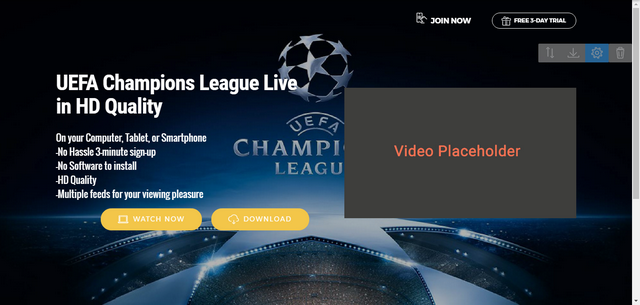 JOIN NOW
FREE 3-DAY TRIAL
UEFA Champions League Live
in HD Quality
On your Computer, Tablet, or Smartphone
-No Hassle 3-minute sign-up
-No Software to install
-HD Quality
-Multiple feeds for your viewing pleasure
WATCH NOW
DOWNLOAD
UEFA
CHAMPIONS
LEAGUE
Video Placeholder